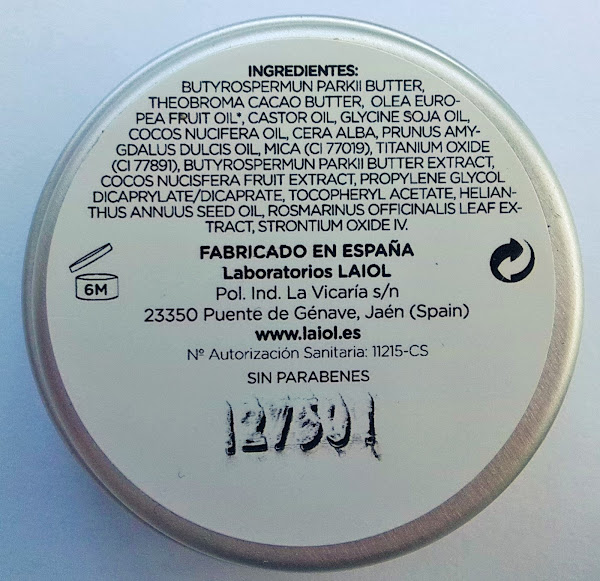 INGREDIENTES:
BUTYROSPERMUN PARKII BUTTER,
THEOBROMA CACAO BUTTER, OLEA EURO-
PEA FRUIT OIL*, CASTOR OIL, GLYCINE SOJA OIL,
COCOS NUCIFERA OIL, CERA ALBA, PRUNUS AMY-
GDALUS DULCIS OIL, MICA (CI 77019), TITANIUM OXIDE
(CI 77891), BUTYROSPERMUN PARKII BUTTER EXTRACT,
COCOS NUCISFERA FRUIT EXTRACT, PROPYLENE GLYCOL
DICAPRYLATE/DICAPRATE, TOCOPHERYL ACETATE, HELIAN-
THUS ANNUUS SEED OIL, ROSMARINUS OFFICINALIS LEAF EX-
TRACT, STRONTIUM OXIDE IV.
FABRICADO EN ESPAÑA
Laboratorios LAIOL
6M
Pol. Ind. La Vicaría s/n
23350 Puente de Génave, Jaén (Spain)
www.laiol.es
Nº Autorización Sanitaria: 11215-CS
SIN PARABENES